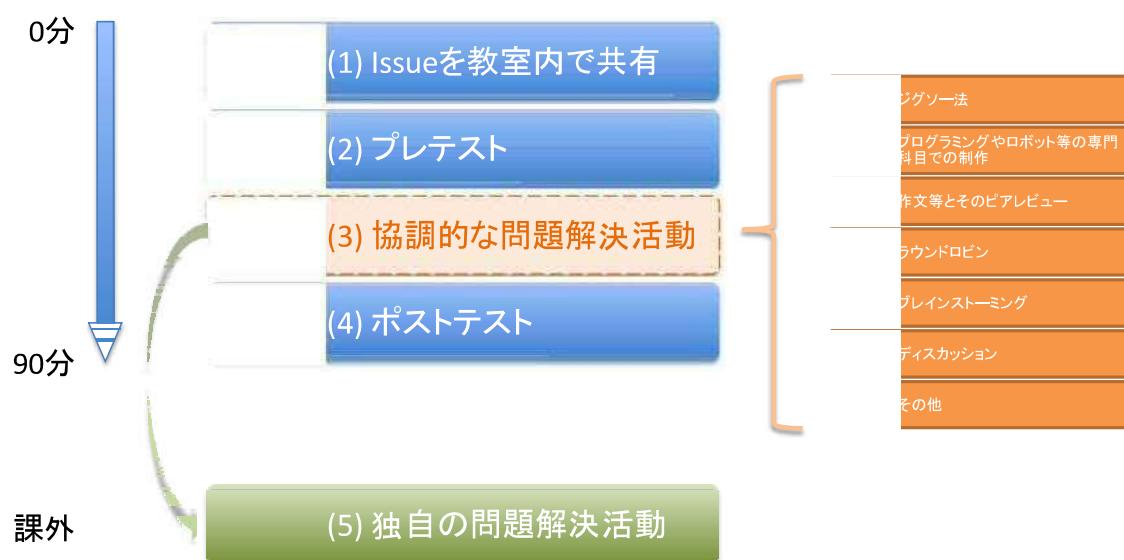 0分
(1) Issueを教室内で共有
(2) プレテスト
(3) 協調的な問題解決活動
(4) ポストテスト
90分
課外
(5) 独自の問題解決活動
ジグソー法
プログラミングやロボット等の専門
科目での制作
作文等とそのピアレビュー
ラウンドロビン
ブレインストーミング
ディスカッション
その他